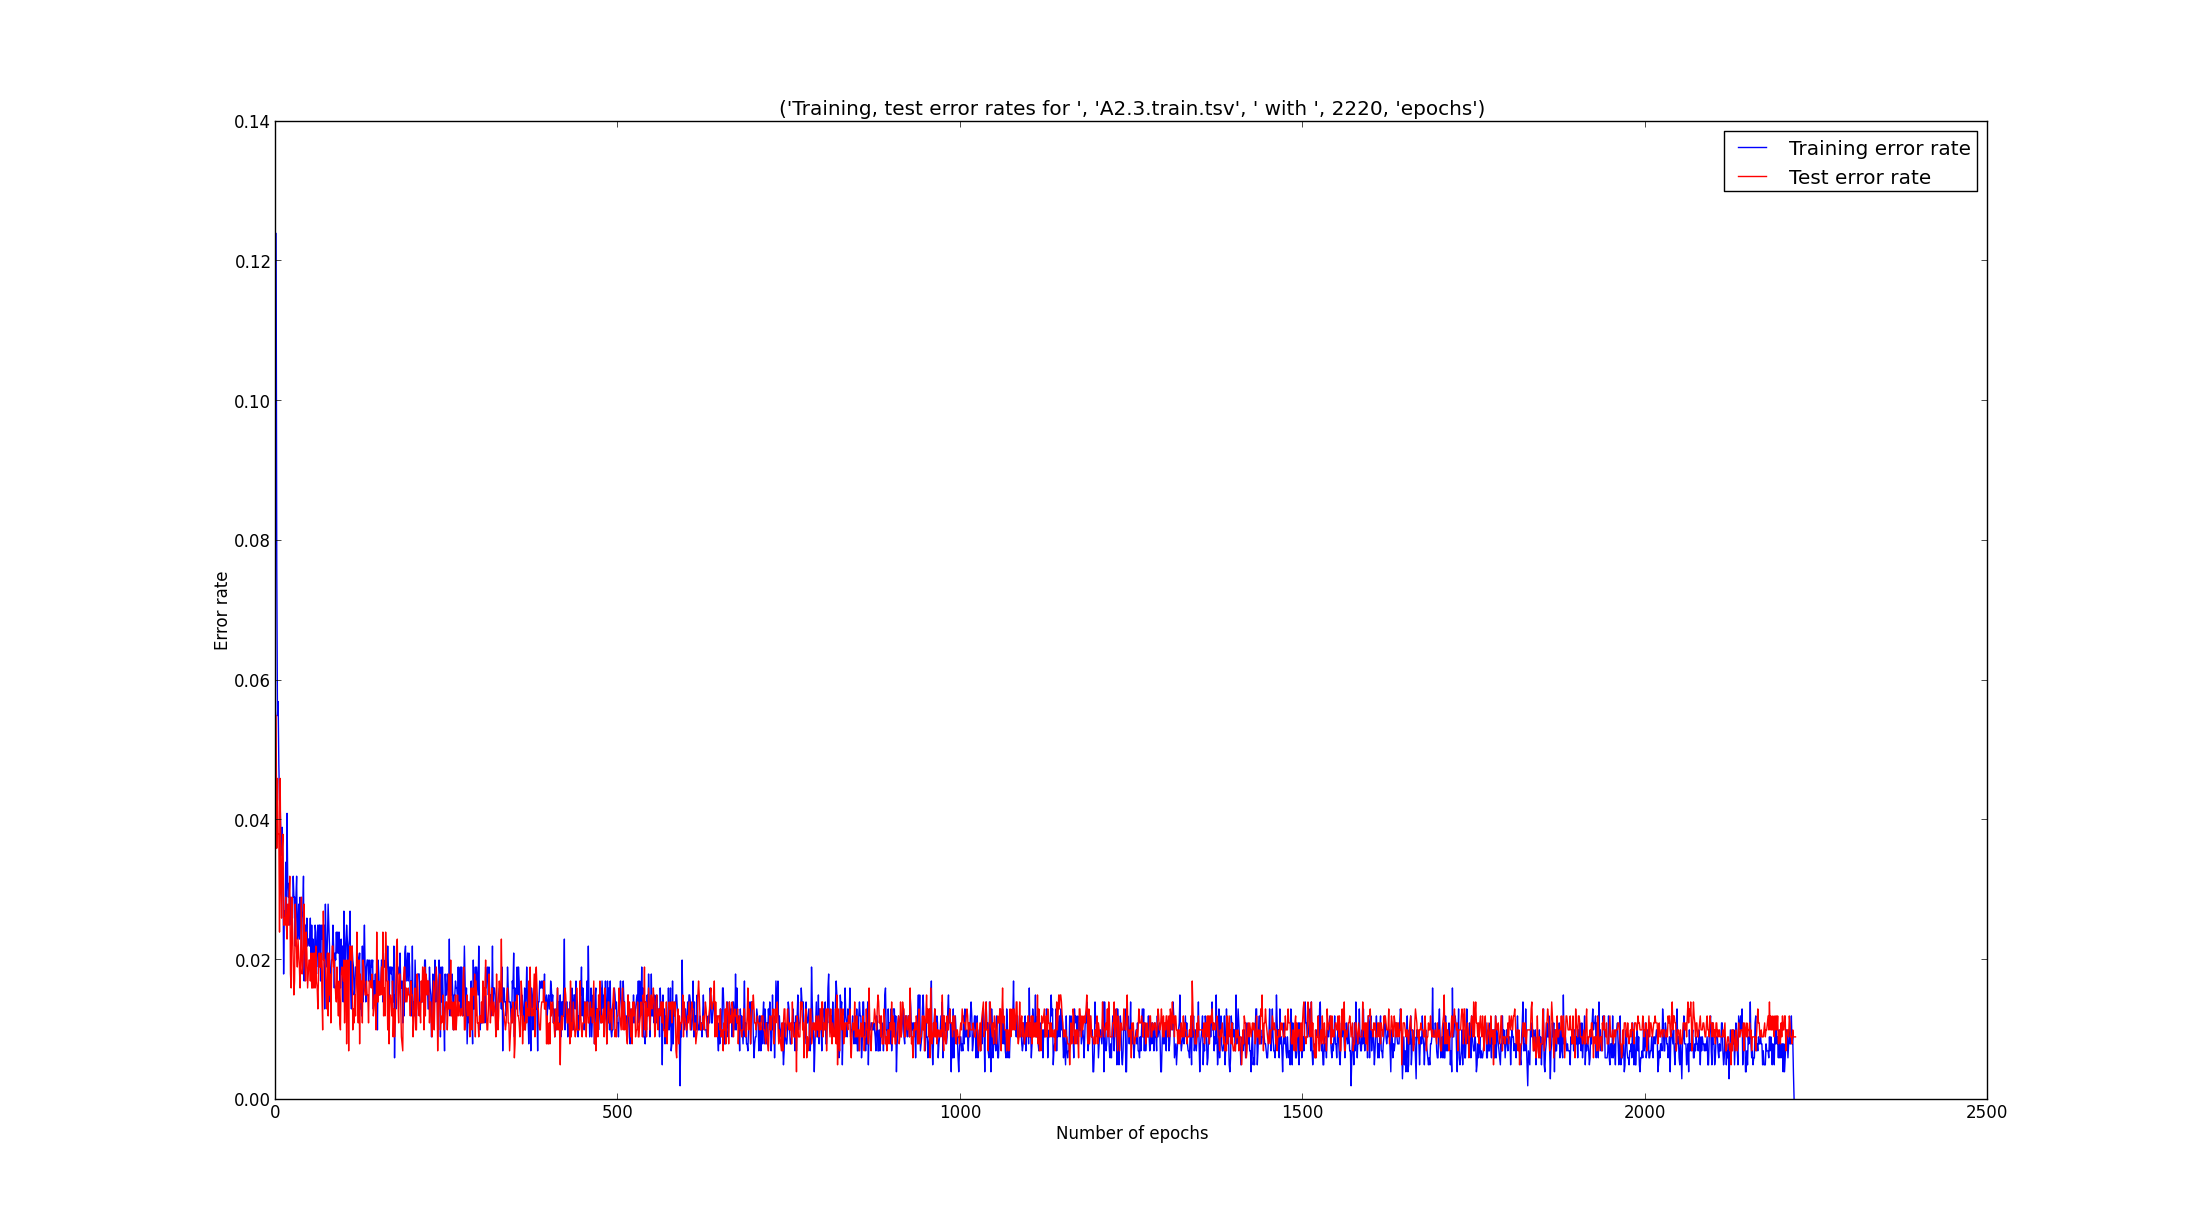 ('Training, test error rates for ', 'A2.3.train.tsv', ' with ', 2220, 'epochs')
Training error rate
Test error rate
0.14
0.12
0.10
0.08
0.06
0.04
0.02
0.00
Error rate
0 500 1000 1500 2000 2500
Number of epochs